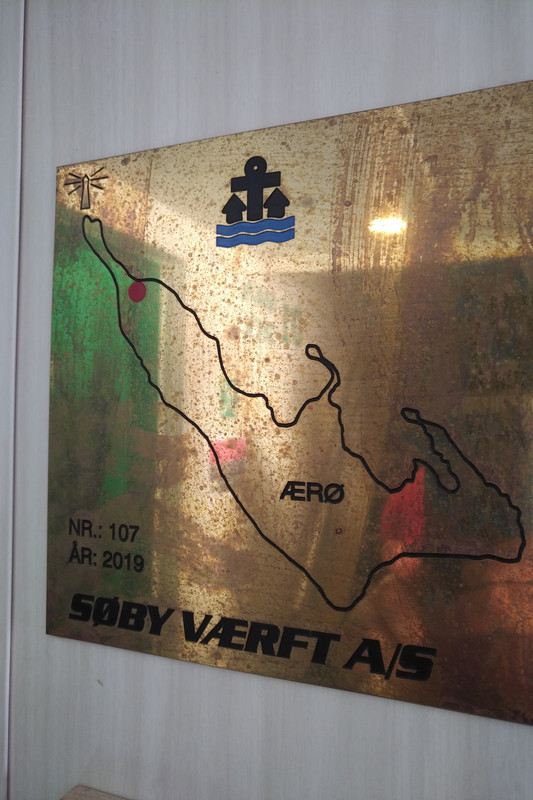 ÆRØ
NR.: 107
ÅR: 2019
SØBY VÆRFT A/S